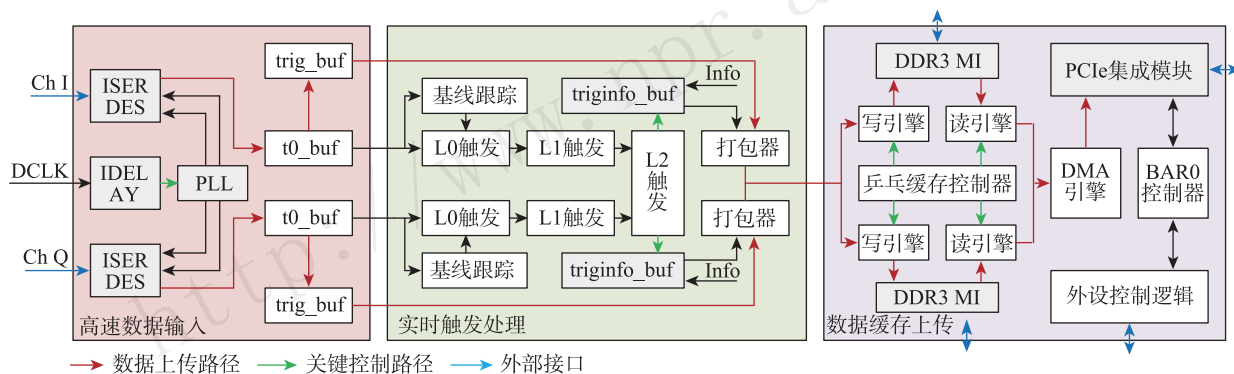 Ch I
DCLK
Ch Q
ISER
DES
IDEL
AY
PLL
ISER
DES
trig_buf
t0_buf
t0_buf
trig_buf
高速数据输入
基线跟踪
L0触发
L1触发
triginfo_buf
Info
L2
触
发
打包器
打包器
L0触发
L1触发
基线跟踪
triginfo_buf
Info
实时触发处理
DDR3 MI
写引擎
读引擎
乒乓缓存控制器
写引擎
读引擎
DDR3 MI
DMA
引擎
PCIe集成模块
BAR0
控制器
外设控制逻辑
数据缓存上传
数据上传路径
关键控制路径
外部接口